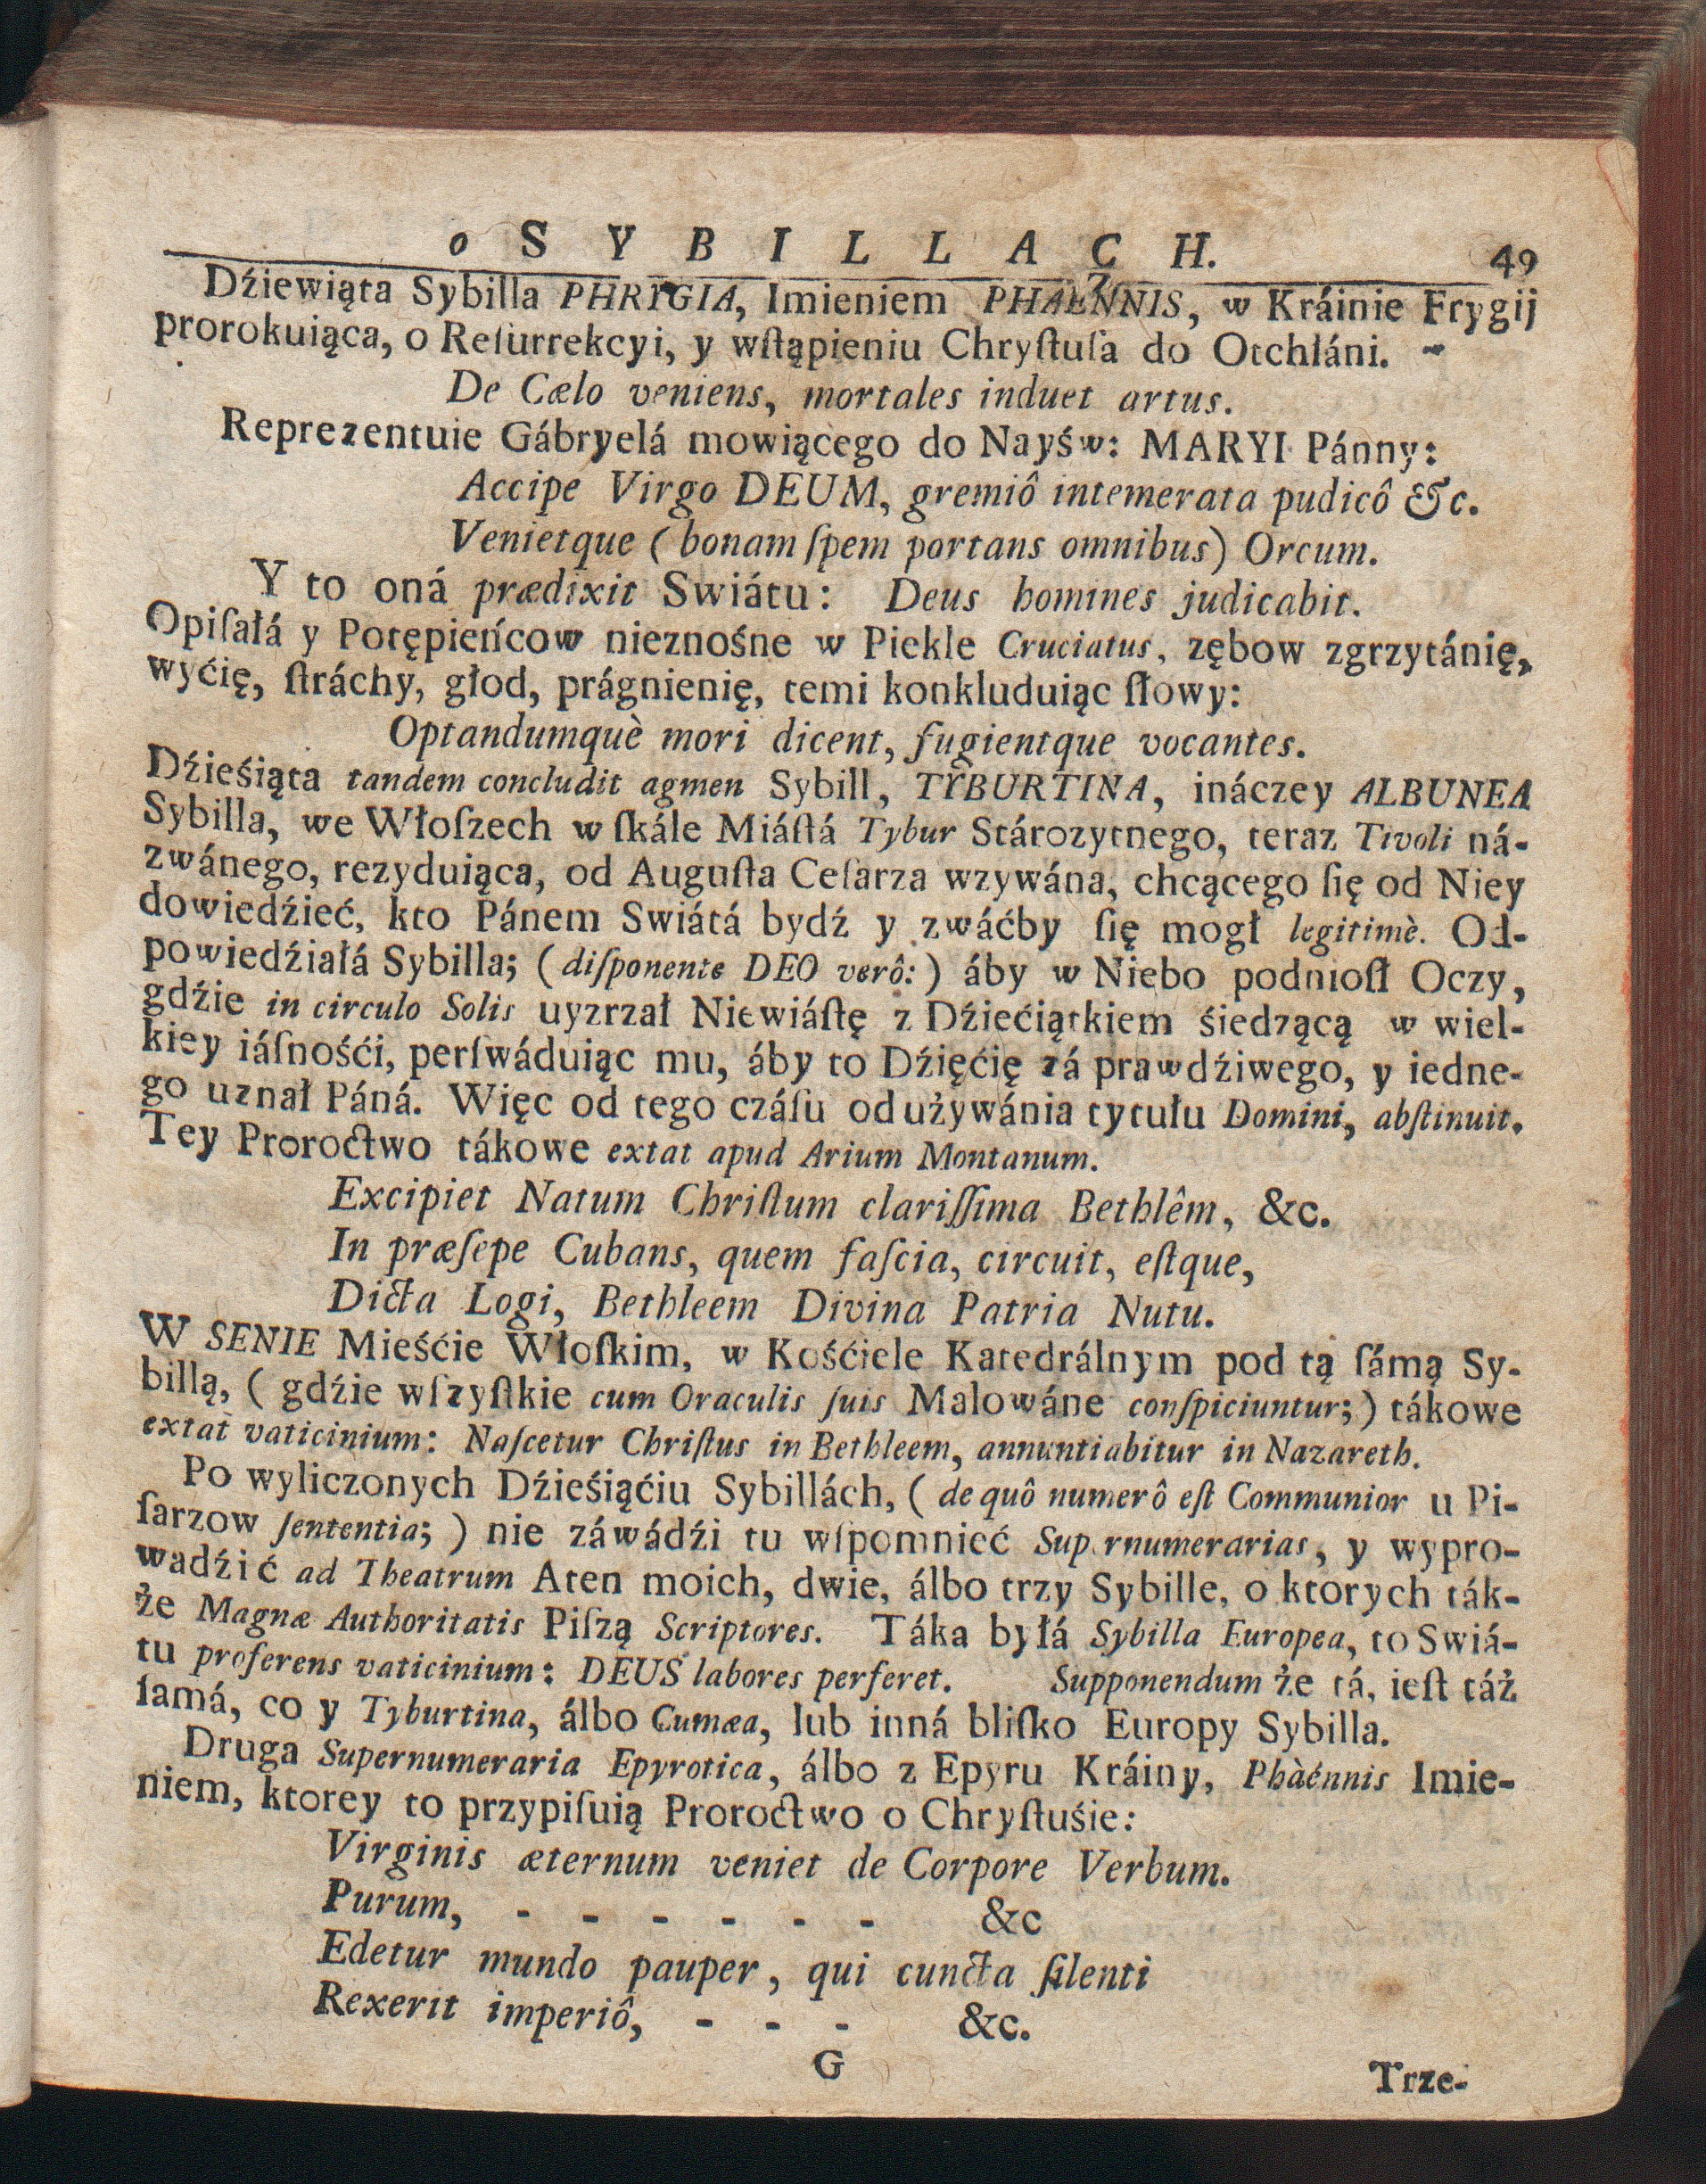 o SYBILLACH. 49
Dźiewiąta Sybilla PHRYGIA, Imieniem PHAENNIS, w Kráinie Frygij
prorokuiąca, o Reſurrekcyi, y wſtąpieniu Chryſtuſa do Otchłáni.
De Cælo veniens, mortales induet artus.
Reprezentuie Gábryelá mowiącego do Nayśw: MARYI Pánny:
Accipe Virgo DEUM, gremiô intemerata pudicô &c.
Venietque (bonam ſpem portans omnibus) Orcum.
Y to oná prædixit Swiátu: Deus homines judicabit.
Opiſałá y Potępieńcow nieznośne w Piekle Cruciatus, zębow zgrzytánię,
wyćię, ſtráchy, głod, prágnienię, temi konkluduiąc ſłowy:
Optandumquè mori dicent, fugientque vocantes.
Dźieśiąta tandem concludit agmen Sybill, TYBURTINA, ináczey ALBUNEA
Sybilla, we Włoſzech w ſkále Miáſtá Tybur Stározytnego, teraz Tivoli ná-
zwánego, rezyduiąca, od Auguſta Ceſarza wzywána, chcącego ſię od Niey
dowiedźieć, kto Pánem Swiátá bydź y zwáćby ſię mogł legitimè. Od-
powiedźiałá Sybilla; (diſponente DEO verô:) áby w Niebo podnioſł Oczy,
gdźie in circulo Solis uyzrzał Niewiáſtę z Dźiećiątkiem śiedzącą w wiel-
kiey iáſnośći, perſwáduiąc mu, áby to Dźięćię zá prawdźiwego, y iedne-
go uznał Páná. Więc od tego czáſu od używánia tytułu Domini, abſtinuit.
Tey Proroctwo tákowe extat apud Arium Montanum.
Excipiet Natum Chriſtum clariſſima Bethlêm, &c.
In præſepe Cubans, quem faſcia, circuit, eſtque,
Dicta Logi, Bethleem Divina Patria Nutu.
W SENIE Mieśćie Włoſkim, w Kośćiele Katedrálnym pod tą ſámą Sy-
billą, (gdźie wſzyſtkie cum Oraculis ſuis Malowáne conſpiciuntur;) tákowe
extat vaticinium: Naſcetur Chriſtus in Bethleem, annuntiabitur in Nazareth.
Po wyliczonych Dźieśiąćiu Sybillách, (de quô numerô eſt Communior u Pi-
ſarzow ſententia;) nie záwádźi tu wſpomnieć Supernumerarias, y wypro-
wadźić ad Theatrum Aten moich, dwie, álbo trzy Sybille, o ktorych ták-
że Magnæ Authoritatis Piſzą Scriptores. Táka byłá Sybilla Europea, to Swiá-
tu proferens vaticinium: DEUS labores perferet. Supponendum że tá, ieſt táż
ſamá, co y Tyburtina, álbo Cumæa, lub inná bliſko Europy Sybilla.
Druga Supernumeraria Epyrotica, álbo z Epyru Kráiny, Phàénnis Imie-
niem, ktorey to przypiſuią Proroctwo o Chryſtuśie:
Virginis æternum veniet de Corpore Verbum.
Purum, - - - - - - &c
Edetur mundo pauper, qui cuncta ſilenti
Rexerit imperiô, - - - &c.
G Trze-